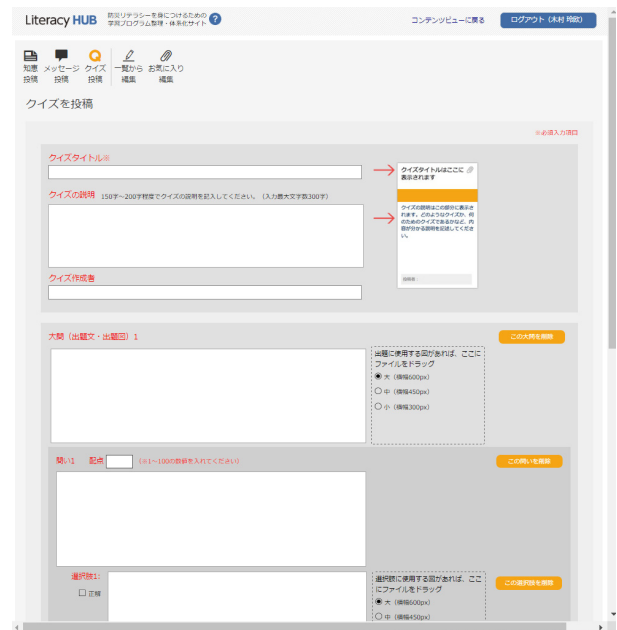 Literacy HUB
防災リテラシーを身につけるための
学習プログラム整理・体系化サイト ?
コンテンツビューに戻る
ログアウト (木村 玲欧)
知恵
投稿
メッセージ
投稿
クイズ
投稿
一覧から
編集
お気に入り
編集
クイズを投稿
※必須入力項目
クイズタイトル※
クイズタイトルはここに
表示されます
クイズの説明 150字~200字程度でクイズの説明を記入してください。(入力最大文字数300字)
クイズの説明はこの部分に表示さ
れます。どのようなクイズか、何
のためのクイズであるかなど、内
容が分かる説明を記述してくださ
い。
投稿者:
クイズ作成者
大問(出題文・出題図)1
この大問を削除
出題に使用する図があれば、ここに
ファイルをドラッグ
大 (横幅600px)
中 (横幅450px)
小 (横幅300px)
問い1 配点 (※1~100の数値を入れてください)
この問いを削除
選択肢1:
正解
選択肢に使用する図があれば、ここ
にファイルをドラッグ
大 (横幅600px)
中 (横幅450px)
この選択肢を削除